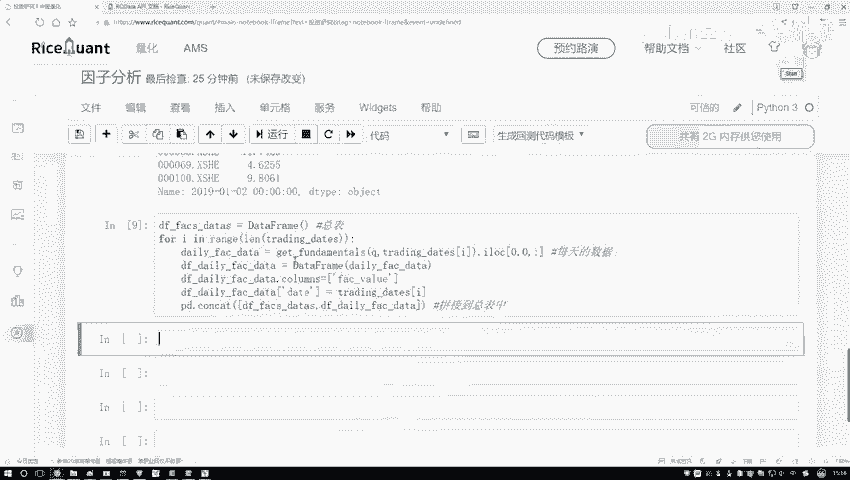 RiceQuant 量化 AMS 预约路演 帮助文档 社区
因子分析 最后检查: 25 分钟前 (未保存改变)
文件 编辑 查看 插入 单元格 服务 Widgets 帮助 可信的 Python 3
运行 代码 生成回测代码模板 共有 2G 内存供您使用
000069.XSHE 4.6255
000100.XSHE 9.8061
Name: 2019-01-02 00:00:00, dtype: object
In [9]: df_facs_datas = DataFrame() #总表
for i in range(len(trading_dates)):
daily_fac_data = get_fundamentals(q,trading_dates[i]).iloc[0,0,:] #每天的数据
df_daily_fac_data = DataFrame(daily_fac_data)
df_daily_fac_data.columns=['fac_value']
df_daily_fac_data['date'] = trading_dates[i]
pd.concat([df_facs_datas,df_daily_fac_data]) #拼接到总表中
In [ ]:
In [ ]:
In [ ]:
In [ ]: